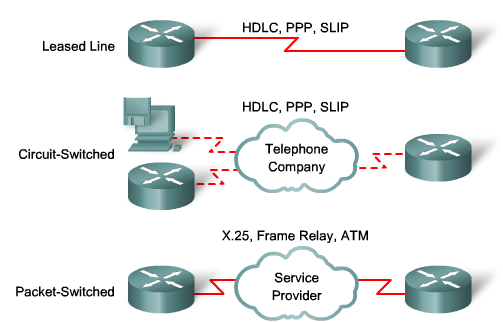 HDLC, PPP, SLIP
Leased Line
HDLC, PPP, SLIP
Circuit-Switched
Telephone
Company
X.25, Frame Relay, ATM
Packet-Switched
Service
Provider